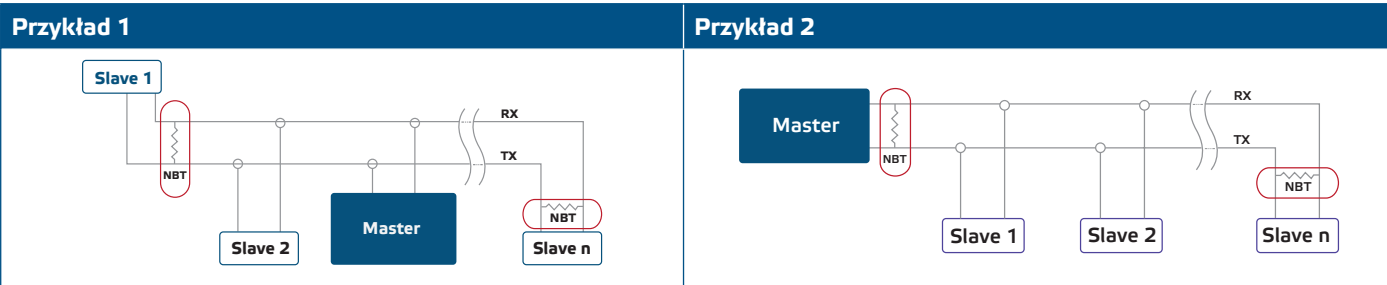 Przykład 1
Slave 1
RX
TX
NBT
NBT
Master
Slave 2
Slave n
Przykład 2
RX
Master
TX
NBT
NBT
Slave 1
Slave 2
Slave n